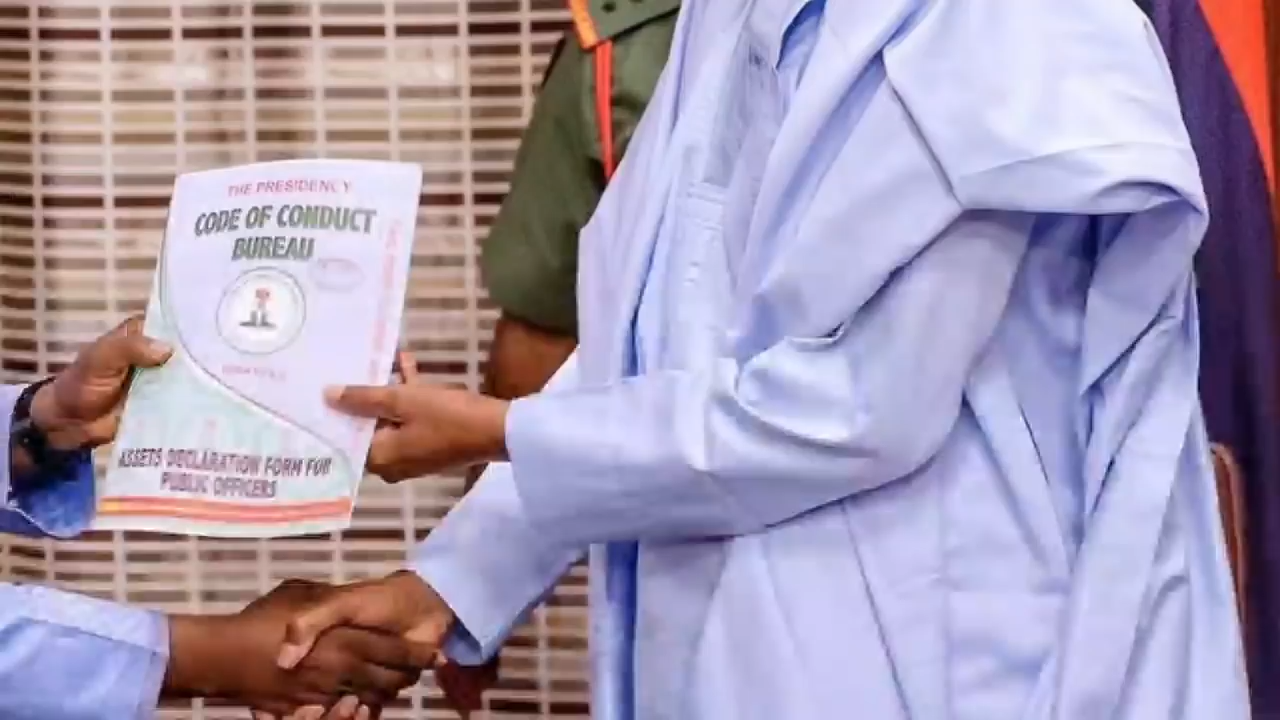 THE PRESIDENCY
CODE OF CONDUCT
BUREAU
ASSETS DECLARATION FORM FOR
PUBLIC OFFICERS